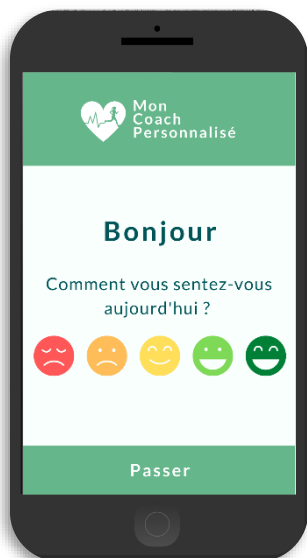 Mon
Coach
Personnalisé
Bonjour
Comment vous sentez-vous
aujourd'hui ?
Passer